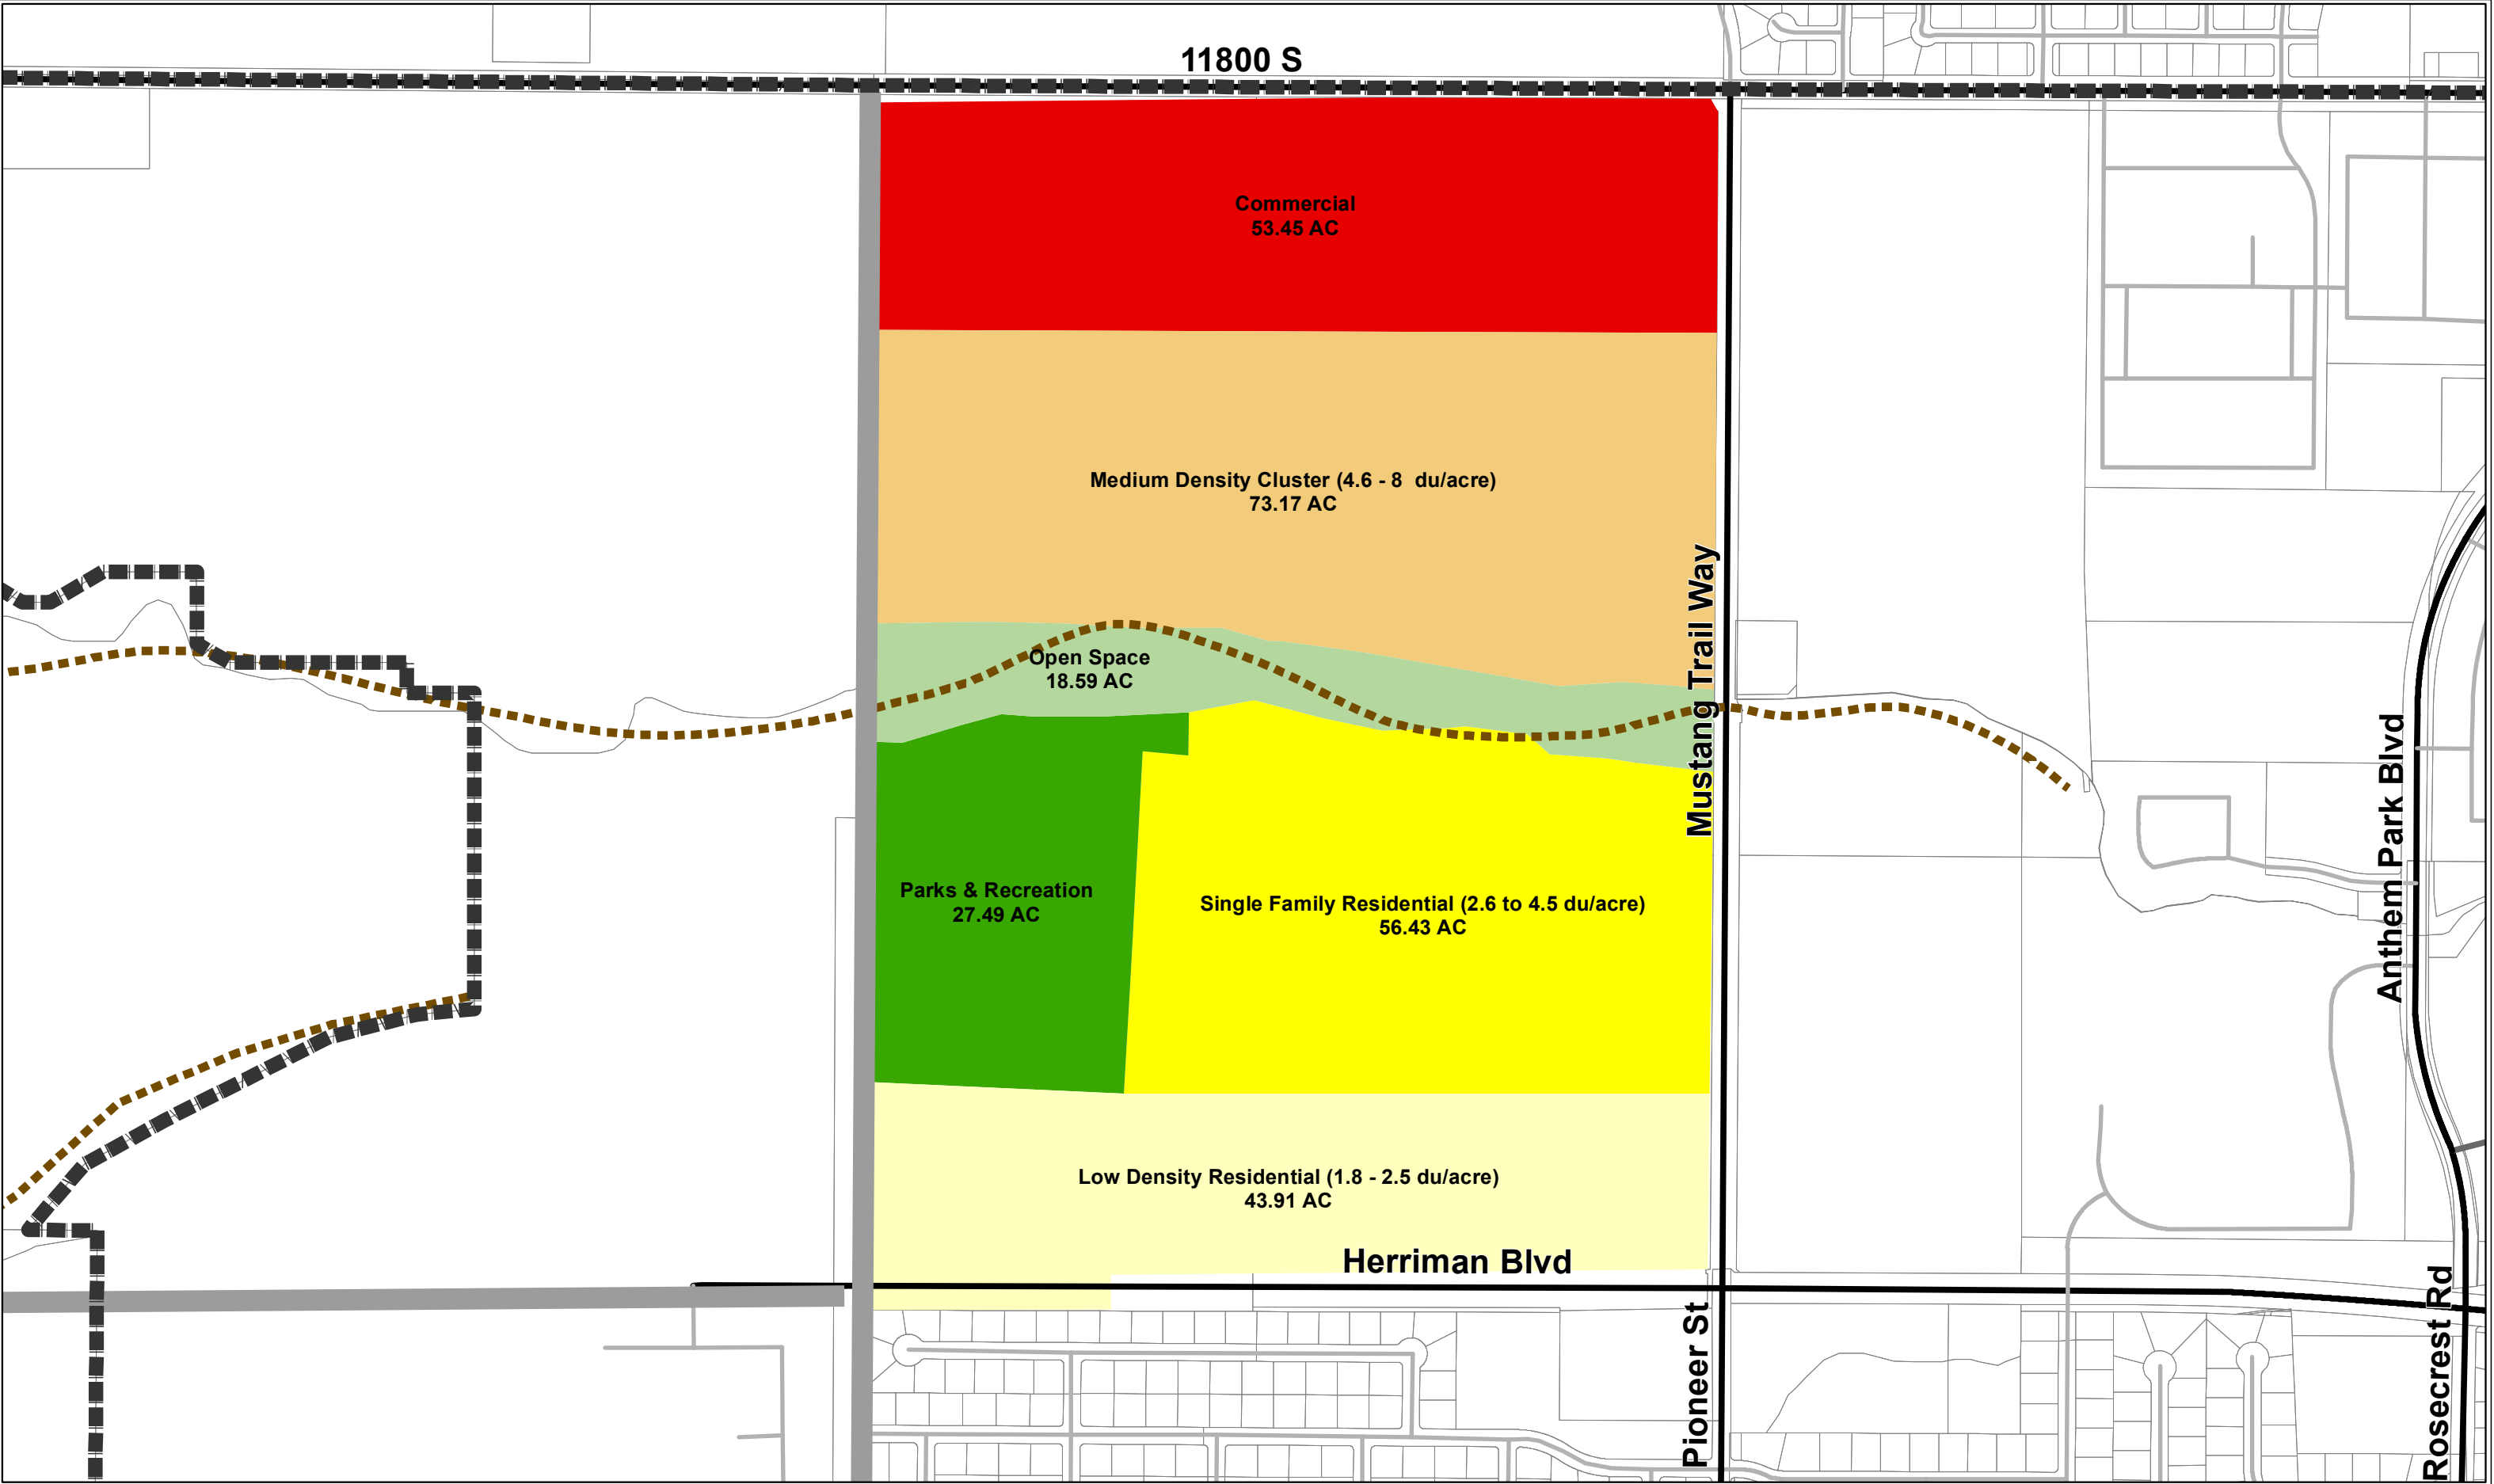 11800 S
Commercial
53.45 AC
Medium Density Cluster (4.6 - 8  du/acre)
73.17 AC
Mustang Trail Way
Open Space
18.59 AC
Anthem Park Blvd
Parks & Recreation
27.49 AC
Single Family Residential (2.6 to 4.5 du/acre)
56.43 AC
Low Density Residential (1.8 - 2.5 du/acre)
43.91 AC
Herriman Blvd
Pioneer St
Rosecrest Rd